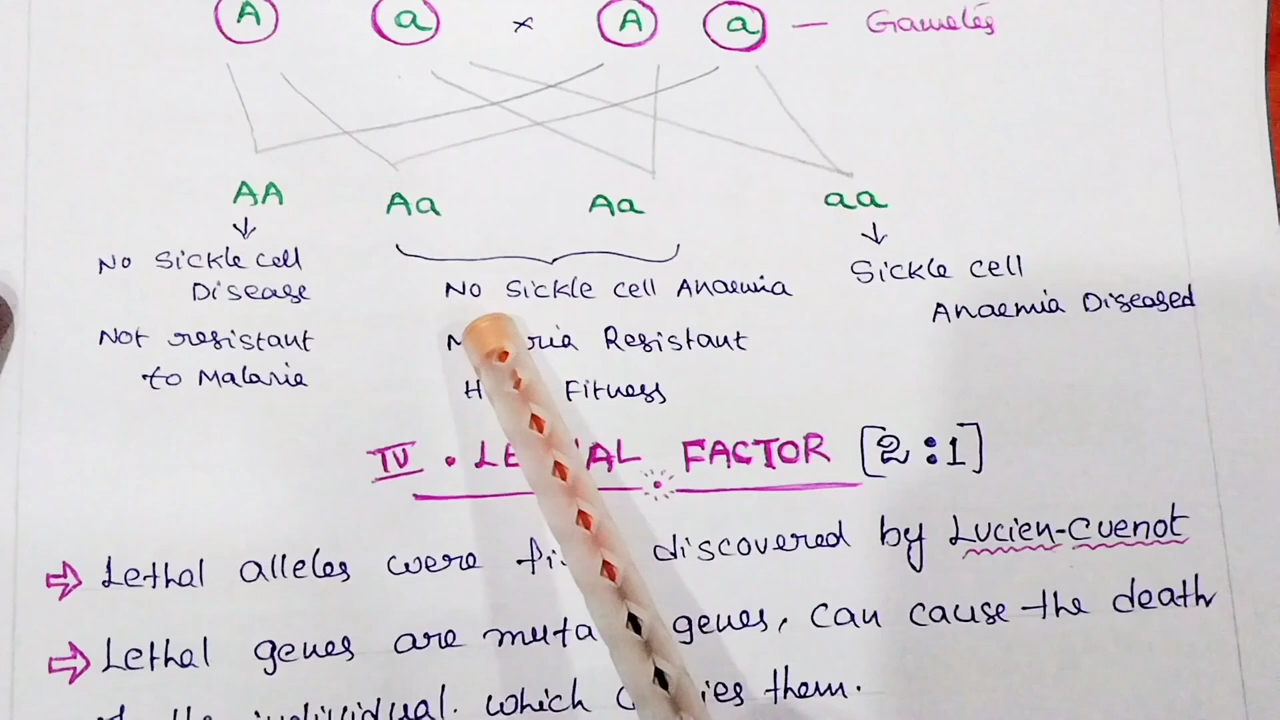 A a × A a — Gametes
AA Aa Aa aa
No Sickle cell
Disease
Not resistant
to Malaria
No Sickle cell Anaemia
Resistant
Fitness
Sickle cell
Anaemia Diseased
IV . FACTOR [2:1]
Lethal alleles were discovered by Lucien-Cuenot
Lethal genes are genes, can cause the death
individual. which them.